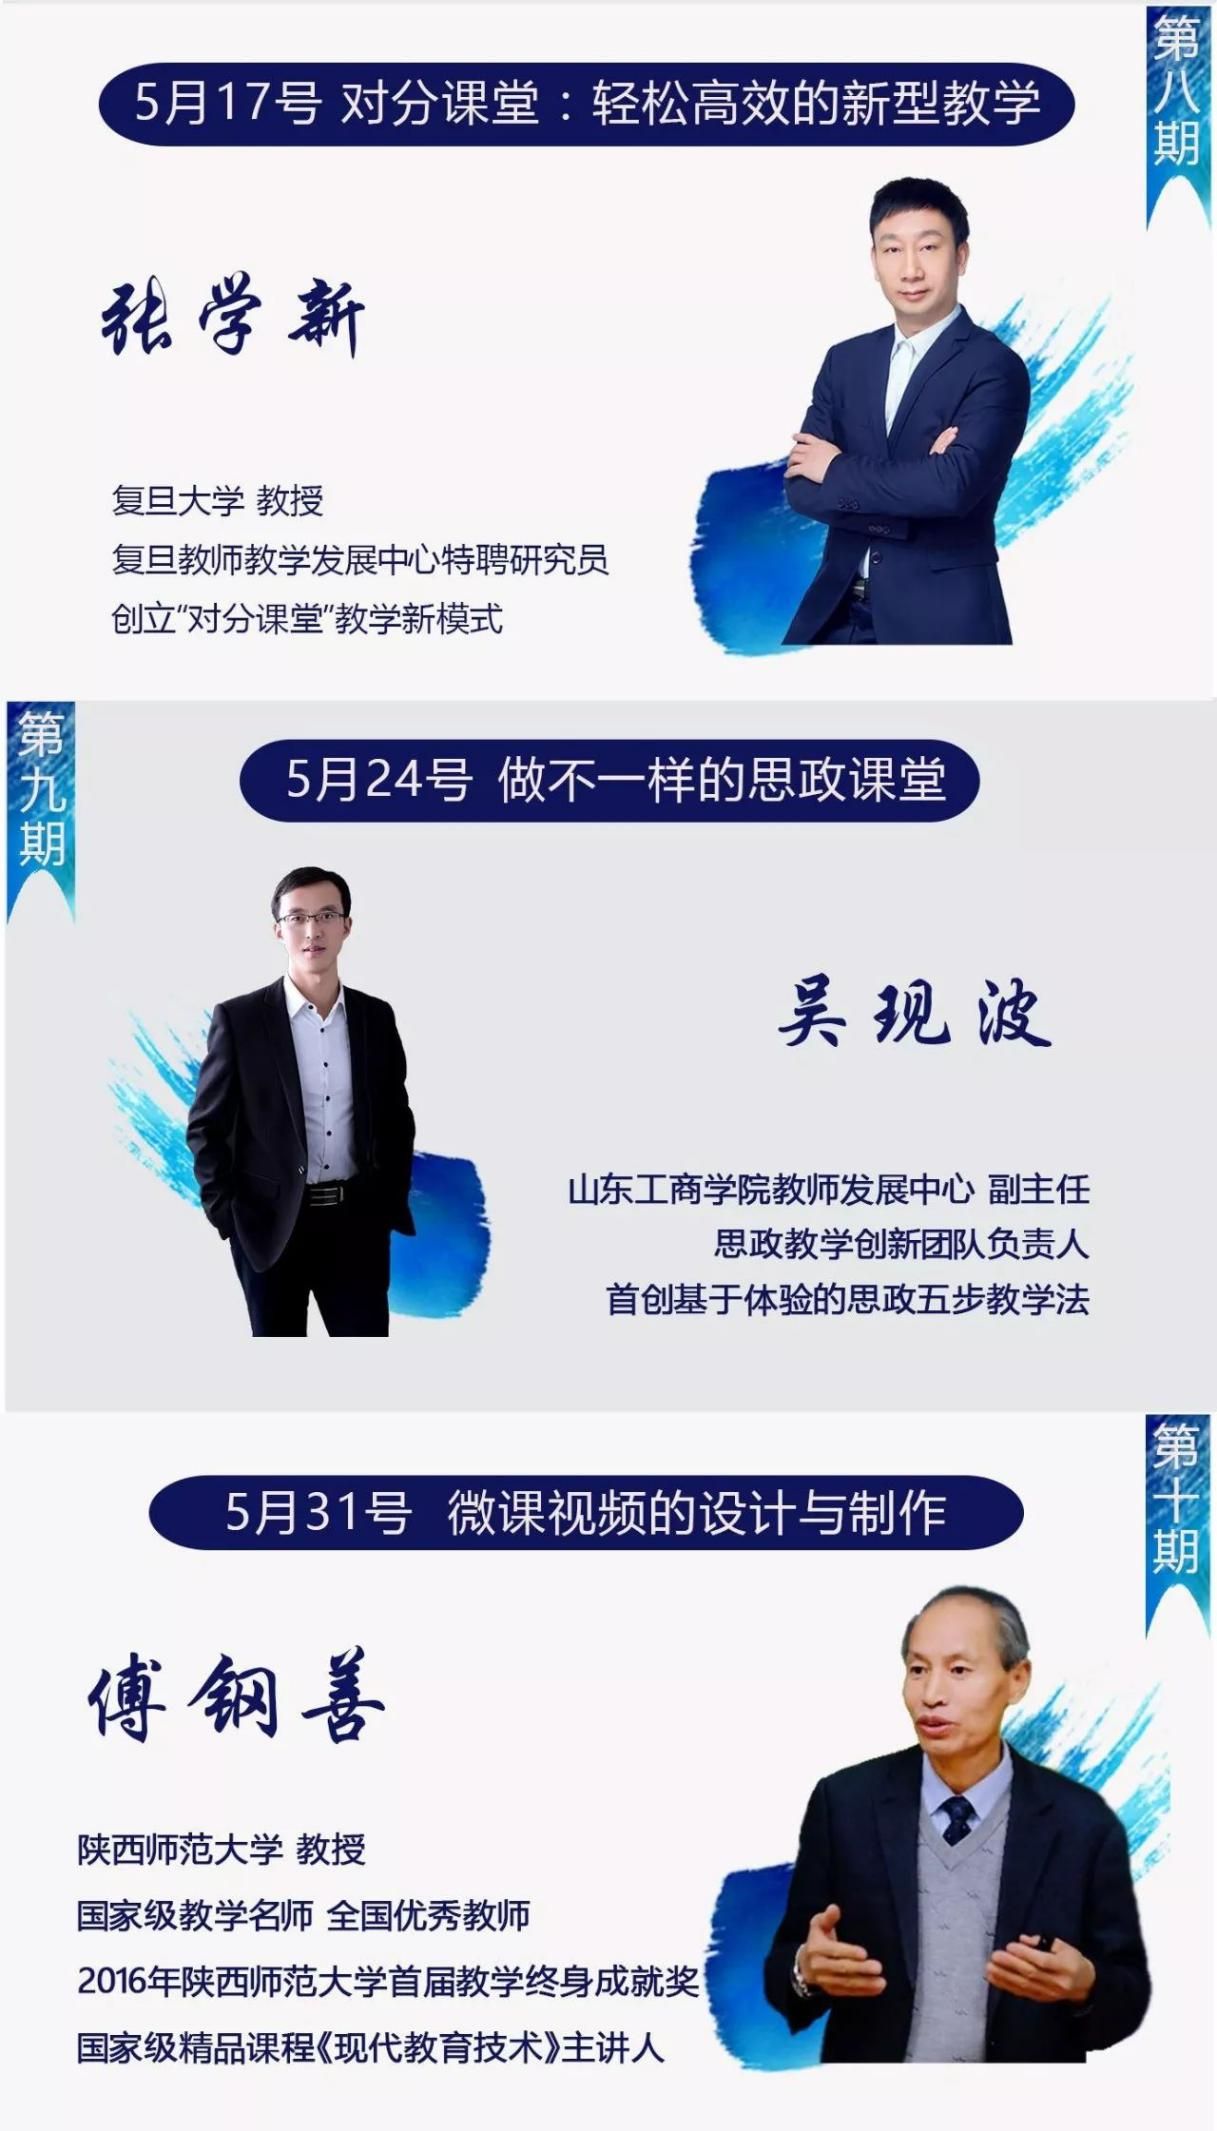 第八期
5月17号 对分课堂：轻松高效的新型教学
张学新
复旦大学 教授
复旦教师教学发展中心特聘研究员
创立“对分课堂”教学新模式
第九期
5月24号 做不一样的思政课堂
吴现波
山东工商学院教师发展中心 副主任
思政教学创新团队负责人
首创基于体验的思政五步教学法
第十期
5月31号 微课视频的设计与制作
傅钢善
陕西师范大学 教授
国家级教学名师 全国优秀教师
2016年陕西师范大学首届教学终身成就奖
国家级精品课程《现代教育技术》主讲人